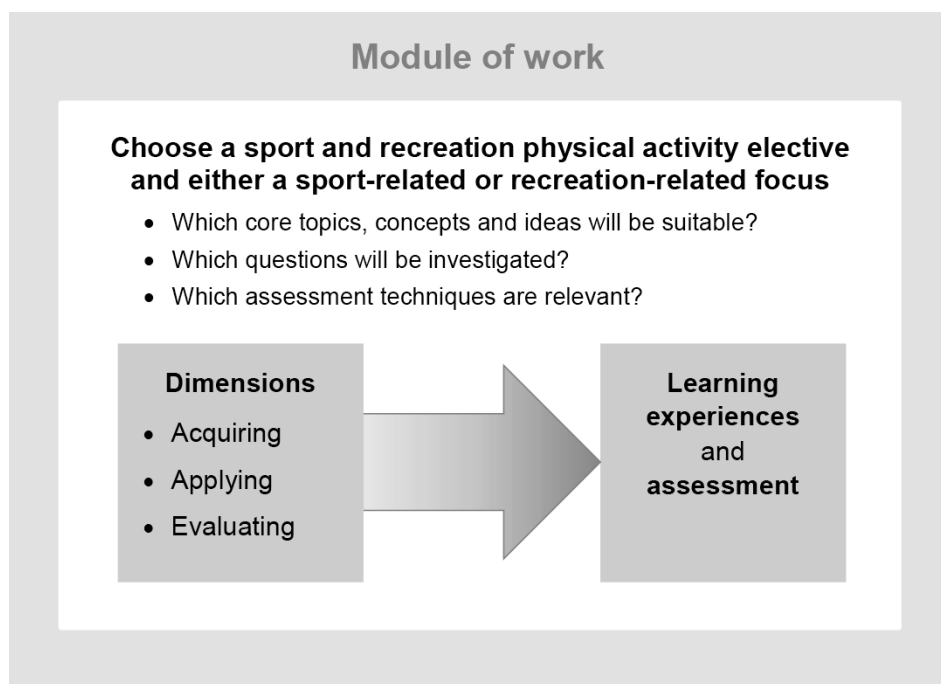 Module of work
Choose a sport and recreation physical activity elective
and either a sport-related or recreation-related focus
• Which core topics, concepts and ideas will be suitable?
• Which questions will be investigated?
• Which assessment techniques are relevant?
Dimensions
• Acquiring
• Applying
• Evaluating
Learning
experiences
and
assessment